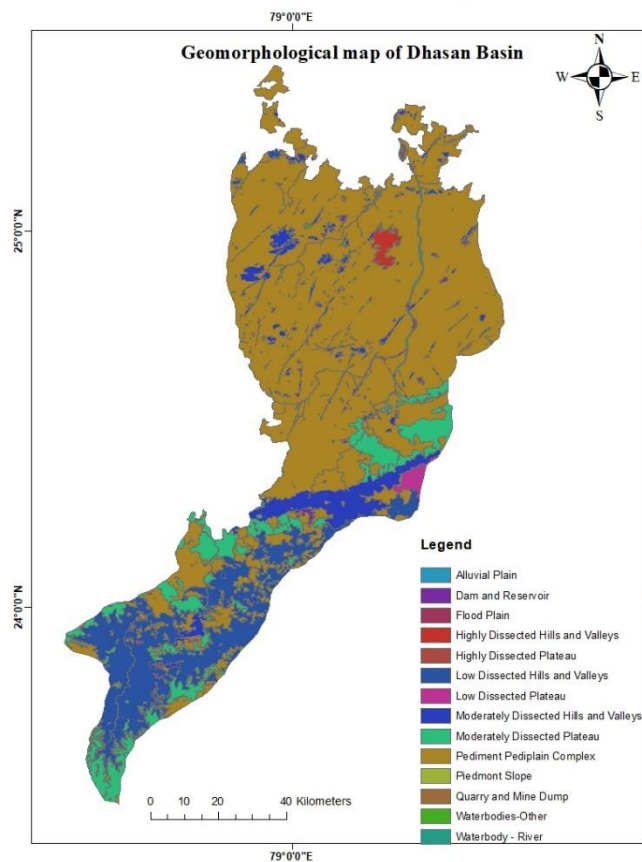 79°0'0"E
Geomorphological map of Dhasan Basin
N
W E
S
25°0'0"N
24°0'0"N
Legend
Alluvial Plain
Dam and Reservoir
Flood Plain
Highly Dissected Hills and Valleys
Highly Dissected Plateau
Low Dissected Hills and Valleys
Low Dissected Plateau
Moderately Dissected Hills and Valleys
Moderately Dissected Plateau
Pediment Pediplain Complex
Piedmont Slope
Quarry and Mine Dump
Waterbodies-Other
Waterbody - River
0 5 10 20 30 40 Kilometers
79°0'0"E